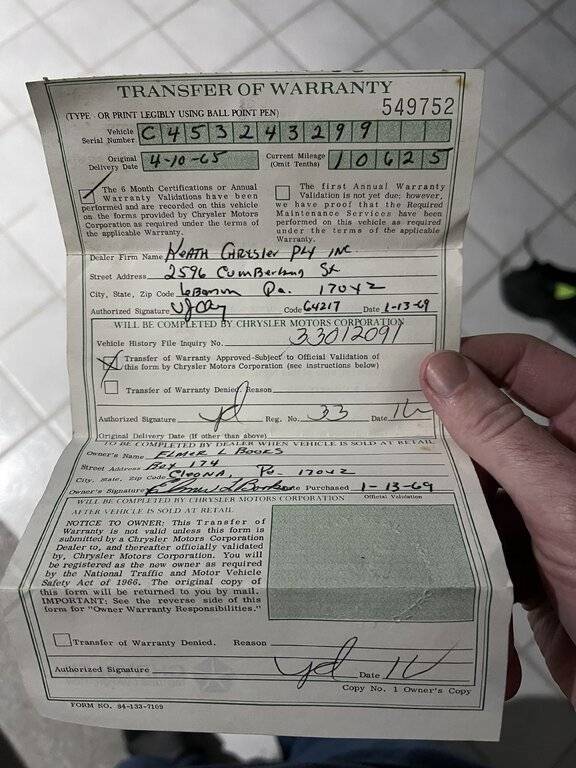 TRANSFER OF WARRANTY
(TYPE OR PRINT LEGIBLY USING BALL POINT PEN) 549752
Vehicle Serial Number C453243299
Original Delivery Date 4-10-65 Current Mileage (Omit Tenths) 10625
The 6 Month Certifications or Annual
Warranty Validations have been
performed and are recorded on this vehicle
on the forms provided by Chrysler Motors
Corporation as required under the terms of
the applicable Warranty.
The first Annual Warranty
Validation is not yet due: however,
we have proof that the Required
Maintenance Services have been
performed on this vehicle as required
under the terms of the applicable
Warranty.
Dealer Firm Name Chrysler Ply INC.
Street Address 2596 Cumberland St
City, State, Zip Code Lebanon Pa. 17042
Authorized Signature Code 64217 Date 1-13-69
WILL BE COMPLETED BY CHRYSLER MOTORS CORPORATION
Vehicle History File Inquiry No. 33012091
Transfer of Warranty Approved-Subject to Official Validation of
this form by Chrysler Motors Corporation (see instructions below)
Transfer of Warranty Denied. Reason
Authorized Signature Reg. No. 33 Date
Original Delivery Date (If other than above)
TO BE COMPLETED BY DEALER WHEN VEHICLE IS SOLD AT RETAIL
Owner's Name ELMER L
Street Address Box 174
City, State, Zip Code Cleona, Pa. 17042
Owner's Signature Date Purchased 1-13-69
WILL BE COMPLETED BY CHRYSLER MOTORS CORPORATION Official Validation
AFTER VEHICLE IS SOLD AT RETAIL
NOTICE TO OWNER: This Transfer of
Warranty is not valid unless this form is
submitted by a Chrysler Motors Corporation
Dealer to, and thereafter officially validated
by, Chrysler Motors Corporation. You will
be registered as the new owner as required
by the National Traffic and Motor Vehicle
Safety Act of 1966. The original copy of
this form will be returned to you by mail.
IMPORTANT: See the reverse side of this
form for "Owner Warranty Responsibilities."
Transfer of Warranty Denied. Reason
Authorized Signature Date
Copy No. 1 Owner's Copy
FORM NO. 94-133-7109